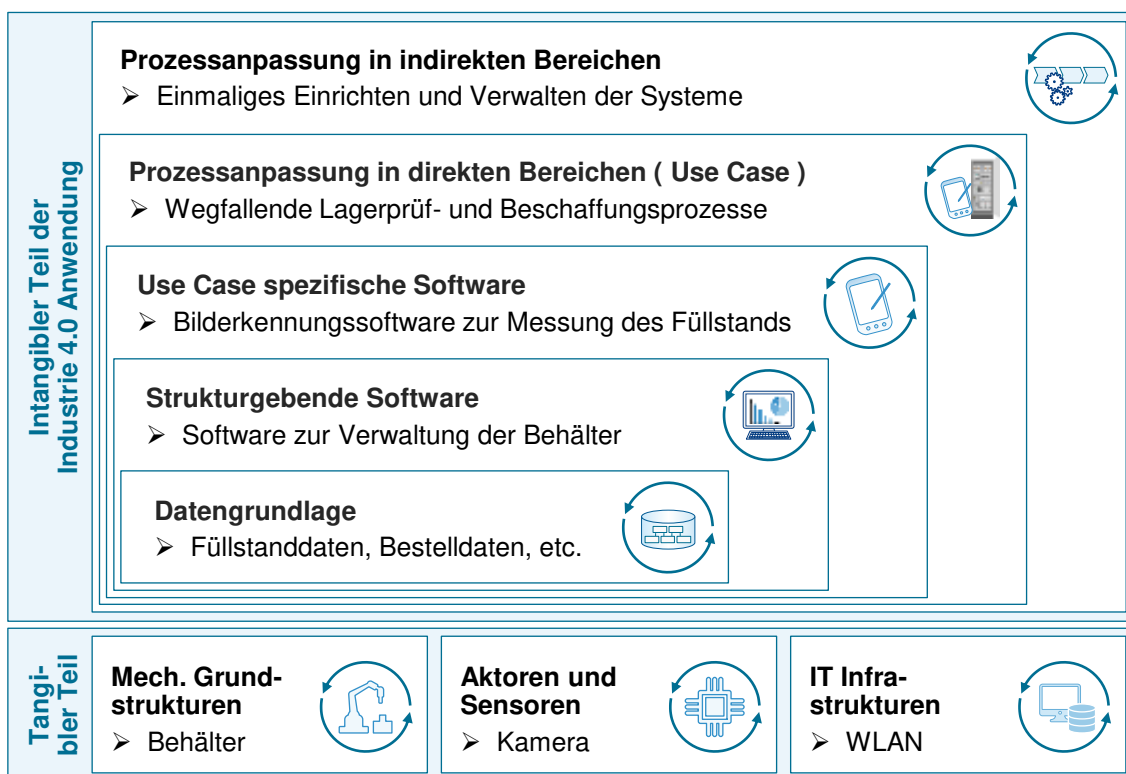 Intangibler Teil der
Industrie 4.0 Anwendung
Prozessanpassung in indirekten Bereichen
➢ Einmaliges Einrichten und Verwalten der Systeme
Prozessanpassung in direkten Bereichen ( Use Case )
➢ Wegfallende Lagerprüf- und Beschaffungsprozesse
Use Case spezifische Software
➢ Bilderkennungssoftware zur Messung des Füllstands
Strukturgebende Software
➢ Software zur Verwaltung der Behälter
Datengrundlage
➢ Füllstanddaten, Bestelldaten, etc.
Tangi-
bler Teil
Mech. Grund-
strukturen
➢ Behälter
Aktoren und
Sensoren
➢ Kamera
IT Infra-
strukturen
➢ WLAN